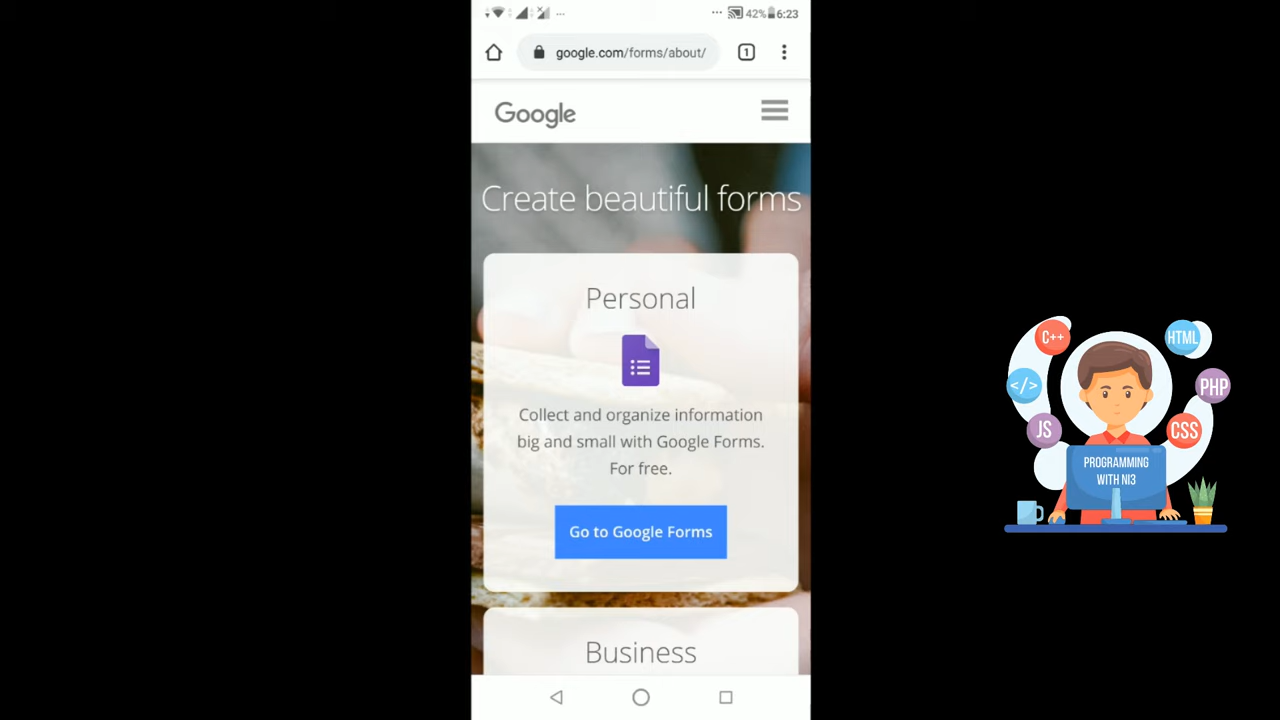 42% 6:23
google.com/forms/about/
1
Google
Create beautiful forms
Personal
Collect and organize information
big and small with Google Forms.
For free.
Go to Google Forms
Business
C++
HTML
</>
PHP
JS
CSS
PROGRAMMING
WITH NI3